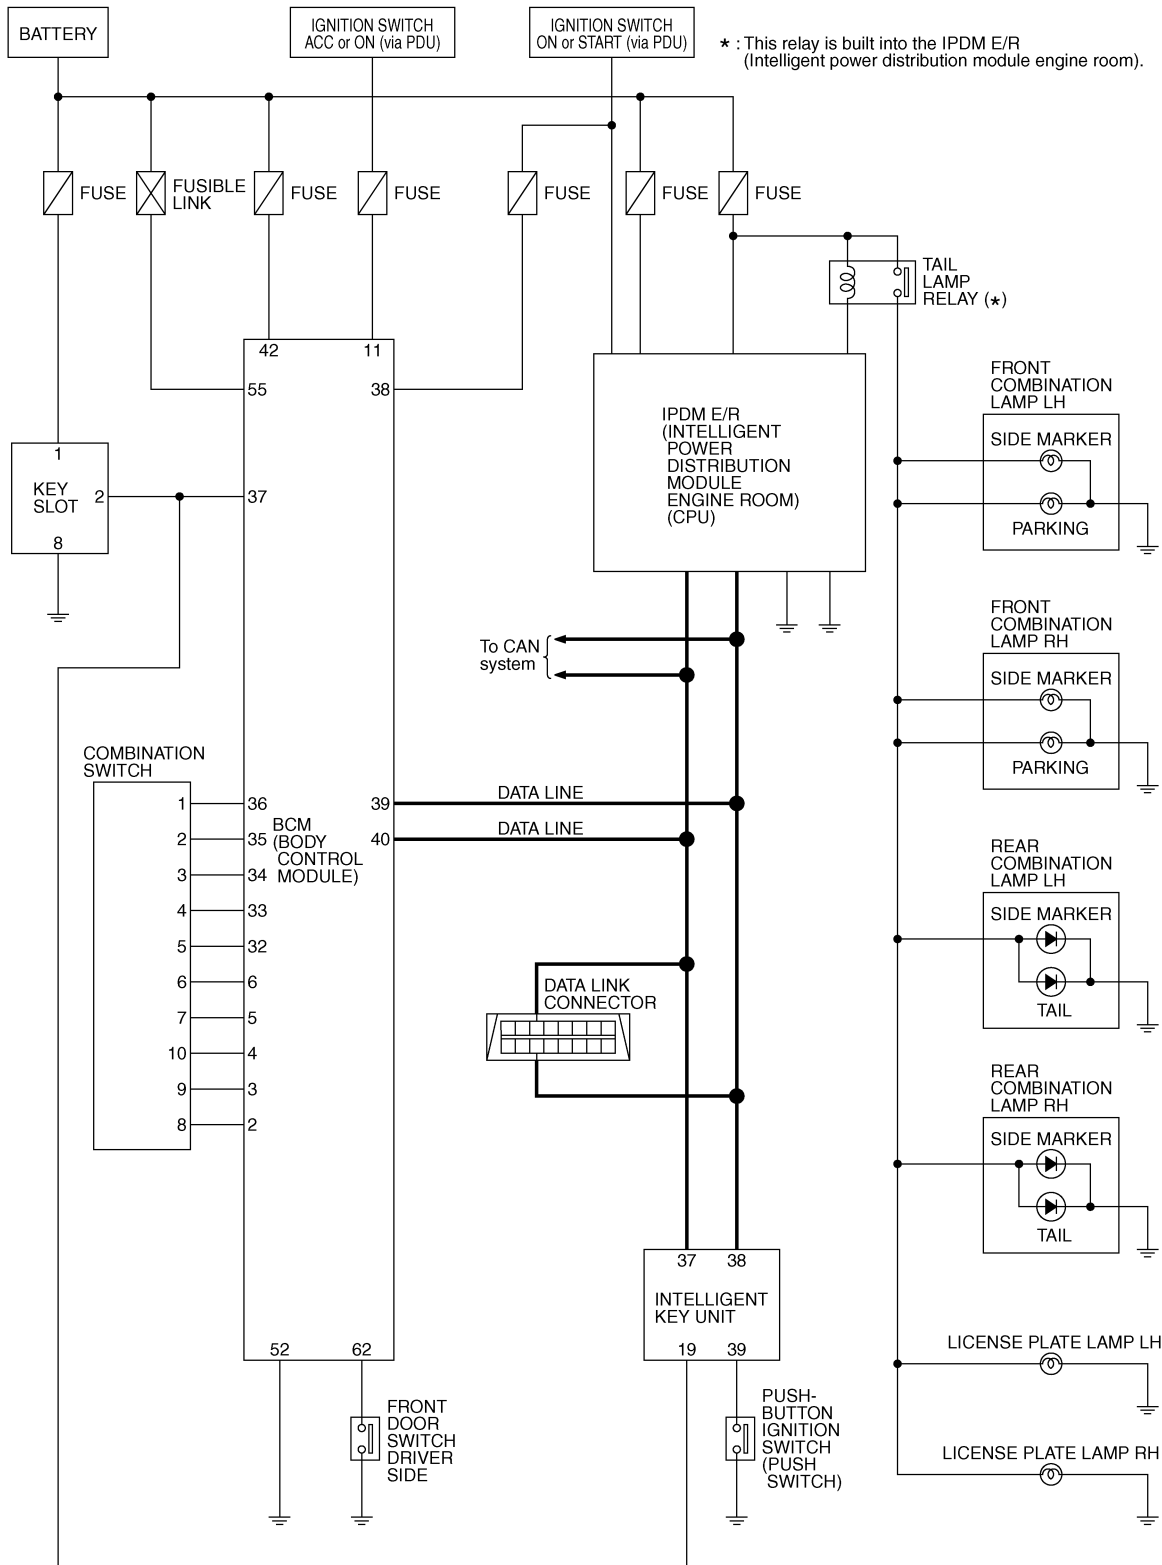 BATTERY
IGNITION SWITCH
ACC or ON (via PDU)
IGNITION SWITCH
ON or START (via PDU)
* : This relay is built into the IPDM E/R
(Intelligent power distribution module engine room).
FUSE
FUSIBLE
LINK
FUSE
FUSE
FUSE
FUSE
FUSE
TAIL
LAMP
RELAY (*)
42
11
55
38
37
1
KEY
SLOT
2
8
IPDM E/R
(INTELLIGENT
POWER
DISTRIBUTION
MODULE
ENGINE ROOM)
(CPU)
FRONT
COMBINATION
LAMP LH
SIDE MARKER
PARKING
FRONT
COMBINATION
LAMP RH
SIDE MARKER
PARKING
To CAN
system
COMBINATION
SWITCH
1
2
3
4
5
6
7
10
9
8
36
35
34
33
32
6
5
4
3
2
BCM
(BODY
CONTROL
MODULE)
39
40
DATA LINE
DATA LINE
REAR
COMBINATION
LAMP LH
SIDE MARKER
TAIL
DATA LINK
CONNECTOR
REAR
COMBINATION
LAMP RH
SIDE MARKER
TAIL
37
38
INTELLIGENT
KEY UNIT
19
39
52
62
FRONT
DOOR
SWITCH
DRIVER
SIDE
PUSH-
BUTTON
IGNITION
SWITCH
(PUSH
SWITCH)
LICENSE PLATE LAMP LH
LICENSE PLATE LAMP RH